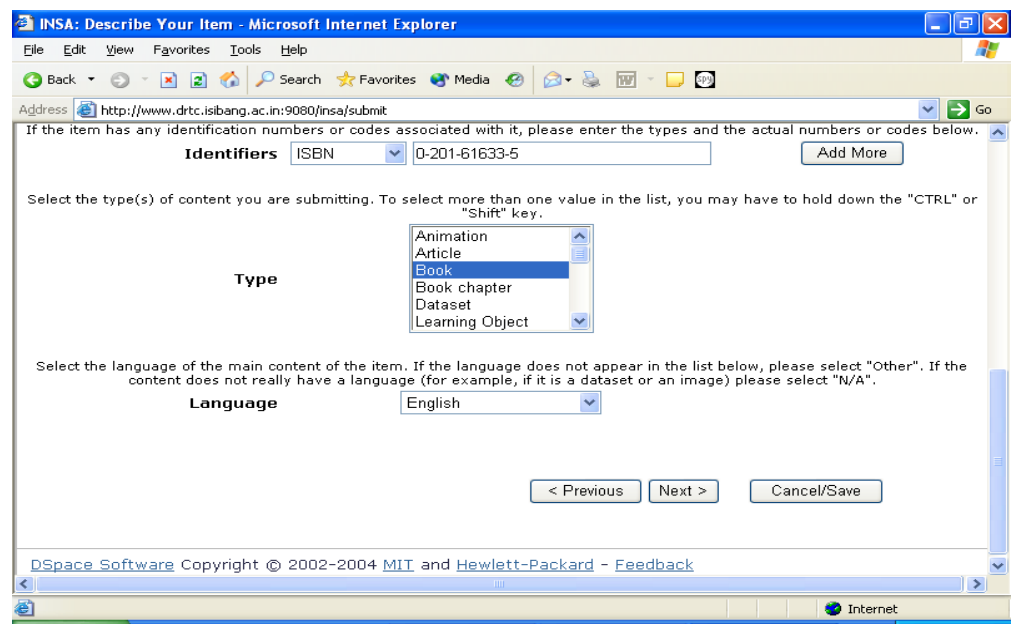 INSA: Describe Your Item - Microsoft Internet Explorer
File Edit View Favorites Tools Help
Back Search Favorites Media
Address http://www.drtc.isibang.ac.in:9080/insa/submit Go
If the item has any identification numbers or codes associated with it, please enter the types and the actual numbers or codes below.
Identifiers ISBN 0-201-61633-5 Add More
Select the type(s) of content you are submitting. To select more than one value in the list, you may have to hold down the "CTRL" or
"Shift" key.
Animation
Article
Type Book
Book chapter
Dataset
Learning Object
Select the language of the main content of the item. If the language does not appear in the list below, please select "Other". If the
content does not really have a language (for example, if it is a dataset or an image) please select "N/A".
Language English
< Previous Next > Cancel/Save
DSpace Software Copyright © 2002-2004 MIT and Hewlett-Packard - Feedback
Internet